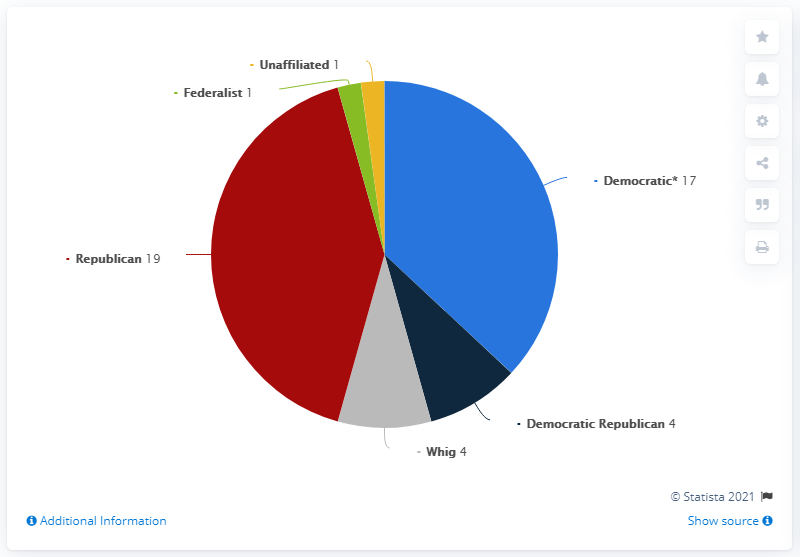 Unaffiliated 1
Federalist 1
Democratic* 17
Republican 19
Democratic Republican 4
Whig 4
© Statista 2021
Additional Information
Show source